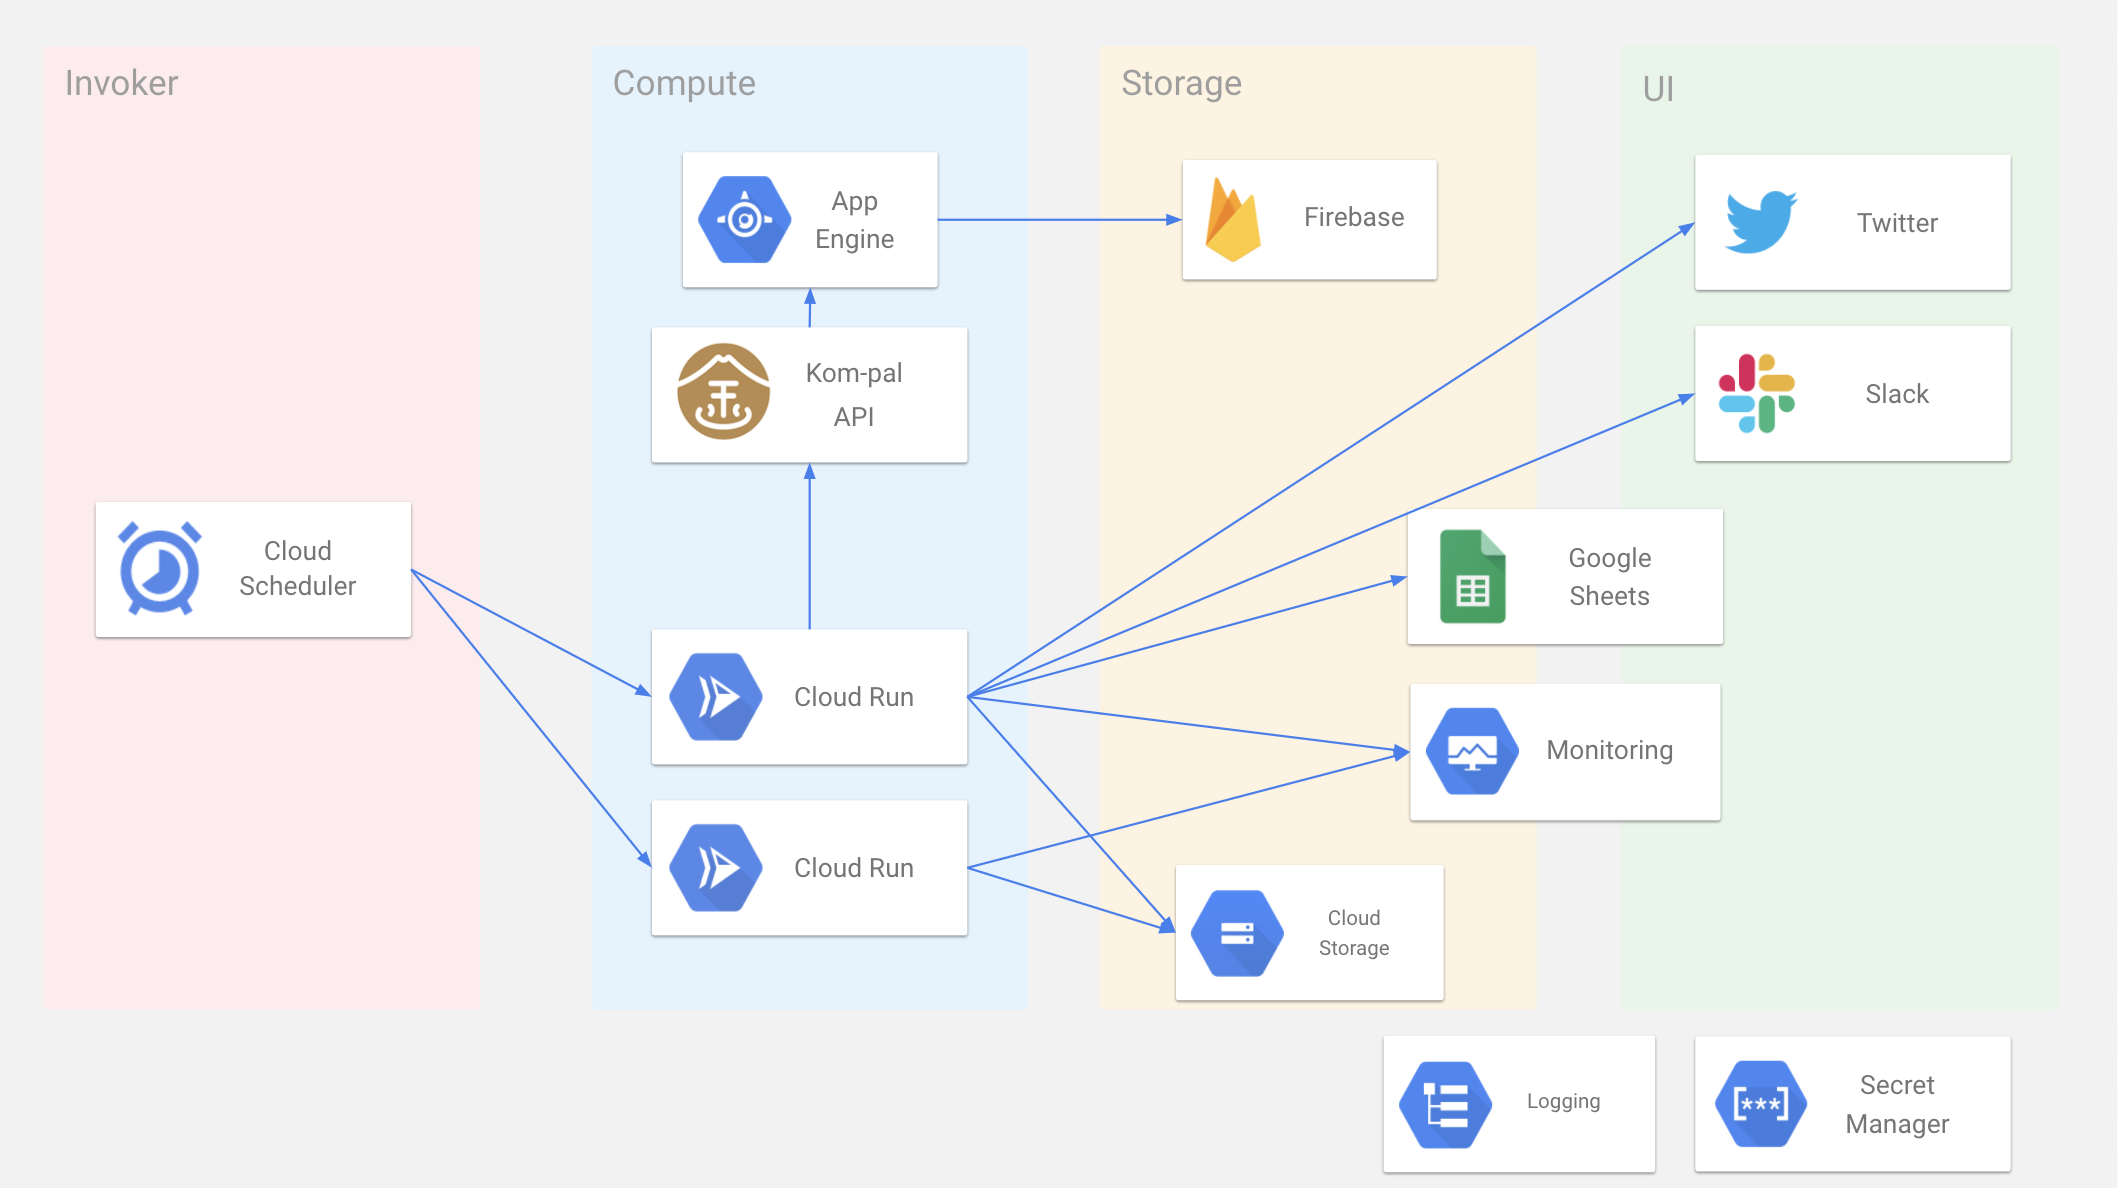 Invoker
Compute
Storage
UI
App
Engine
Firebase
Twitter
Kom-pal
API
Slack
Cloud
Scheduler
Google
Sheets
Cloud Run
Monitoring
Cloud Run
Cloud
Storage
Logging
Secret
Manager
[***]